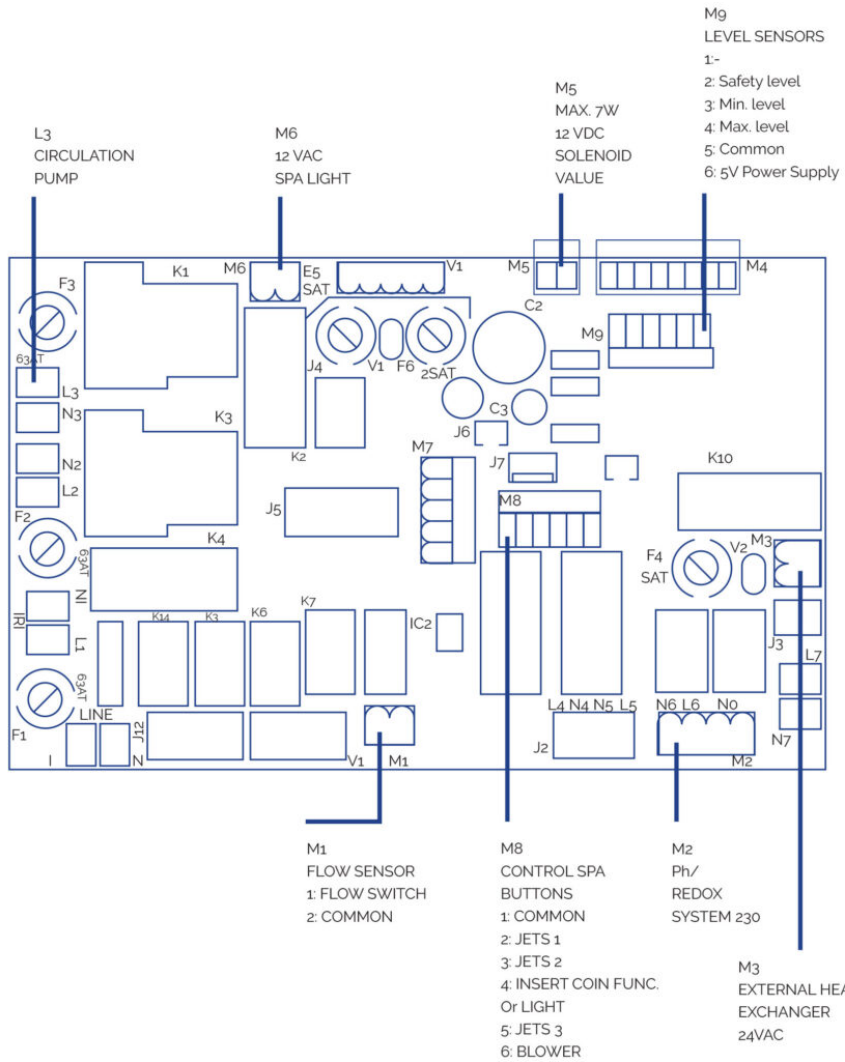 M9
LEVEL SENSORS
1:-
2: Safety level
3: Min. level
4: Max. level
5: Common
6: 5V Power Supply
M5
MAX. 7W
12 VDC
SOLENOID
VALUE
L3
CIRCULATION
PUMP
M6
12 VAC
SPA LIGHT
F3
K1
M6
E5
SAT
V1
M5
M4
C2
M9
63AT
L3
J4
V1
F6
2SAT
N3
K3
K2
C3
J6
M7
N2
L2
J7
K10
J5
M8
F2
63AT
K4
F4
SAT
V2
M3
N1
IR1
L1
K14
K3
K6
K7
IC2
J3
L7
63AT
F1
LINE
J12
L4 N4 N5 L5
N6 L6 N0
N7
I
N
V1
M1
J2
M2
M1
FLOW SENSOR
1: FLOW SWITCH
2: COMMON
M8
CONTROL SPA
BUTTONS
1: COMMON
2: JETS 1
3: JETS 2
4: INSERT COIN FUNC.
Or LIGHT
5: JETS 3
6: BLOWER
M2
Ph/
REDOX
SYSTEM 230
M3
EXTERNAL HEA
EXCHANGER
24VAC